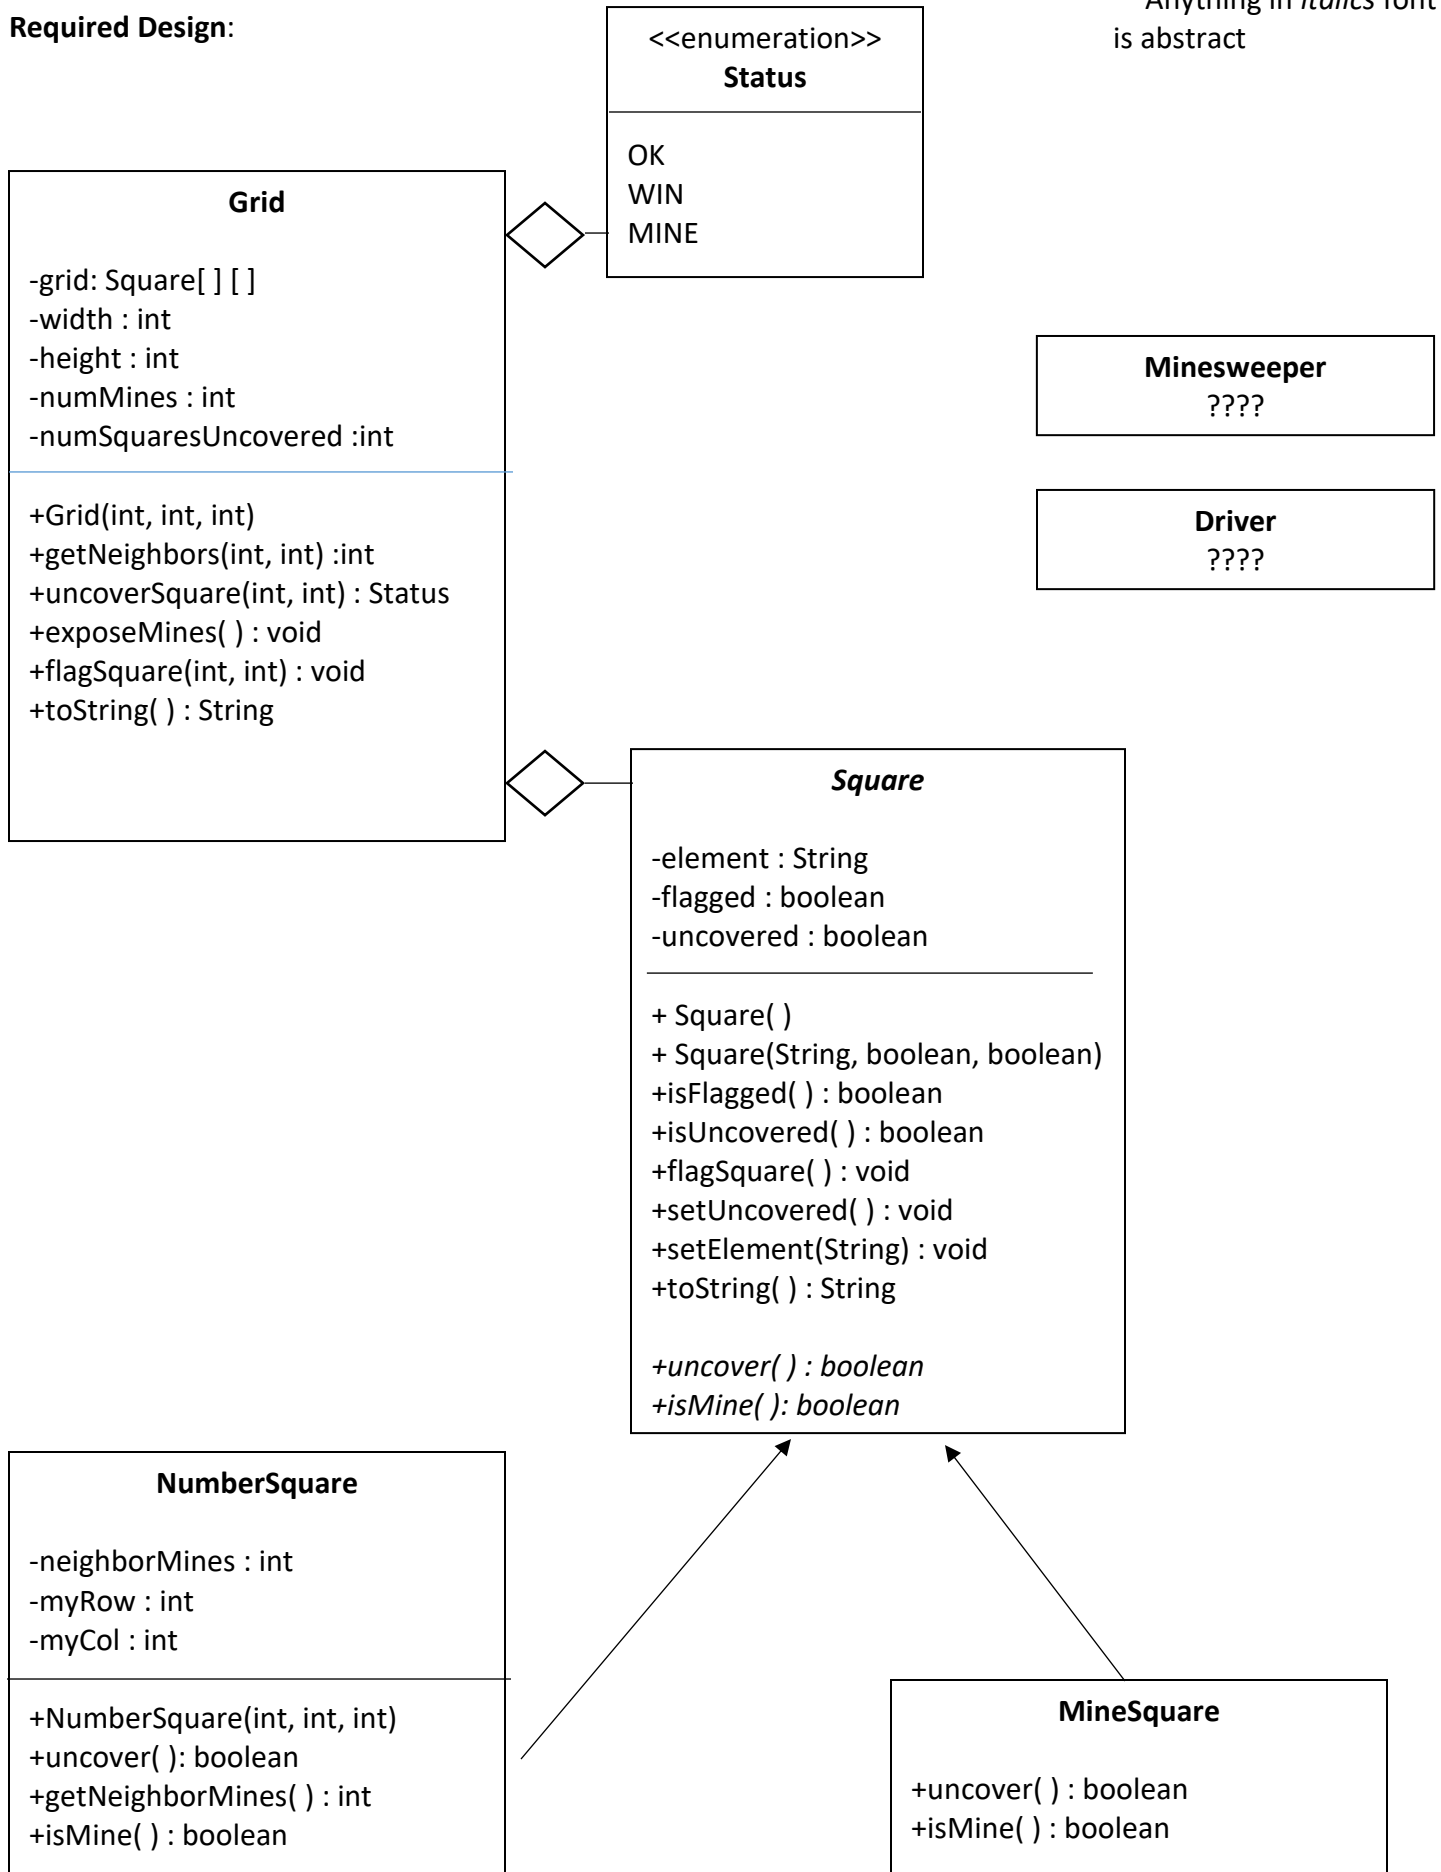 Required Design:
Anything in italics font
is abstract
<<enumeration>>
Status
OK
WIN
MINE
Grid
-grid: Square[ ] [ ]
-width : int
-height : int
-numMines : int
-numSquaresUncovered :int
+Grid(int, int, int)
+getNeighbors(int, int) :int
+uncoverSquare(int, int) : Status
+exposeMines( ) : void
+flagSquare(int, int) : void
+toString( ) : String
Minesweeper
????
Driver
????
Square
-element : String
-flagged : boolean
-uncovered : boolean
+ Square( )
+ Square(String, boolean, boolean)
+isFlagged( ) : boolean
+isUncovered( ) : boolean
+flagSquare( ) : void
+setUncovered( ) : void
+setElement(String) : void
+toString( ) : String
+uncover( ) : boolean
+isMine( ): boolean
NumberSquare
-neighborMines : int
-myRow : int
-myCol : int
+NumberSquare(int, int, int)
+uncover( ): boolean
+getNeighborMines( ) : int
+isMine( ) : boolean
MineSquare
+uncover( ) : boolean
+isMine( ) : boolean